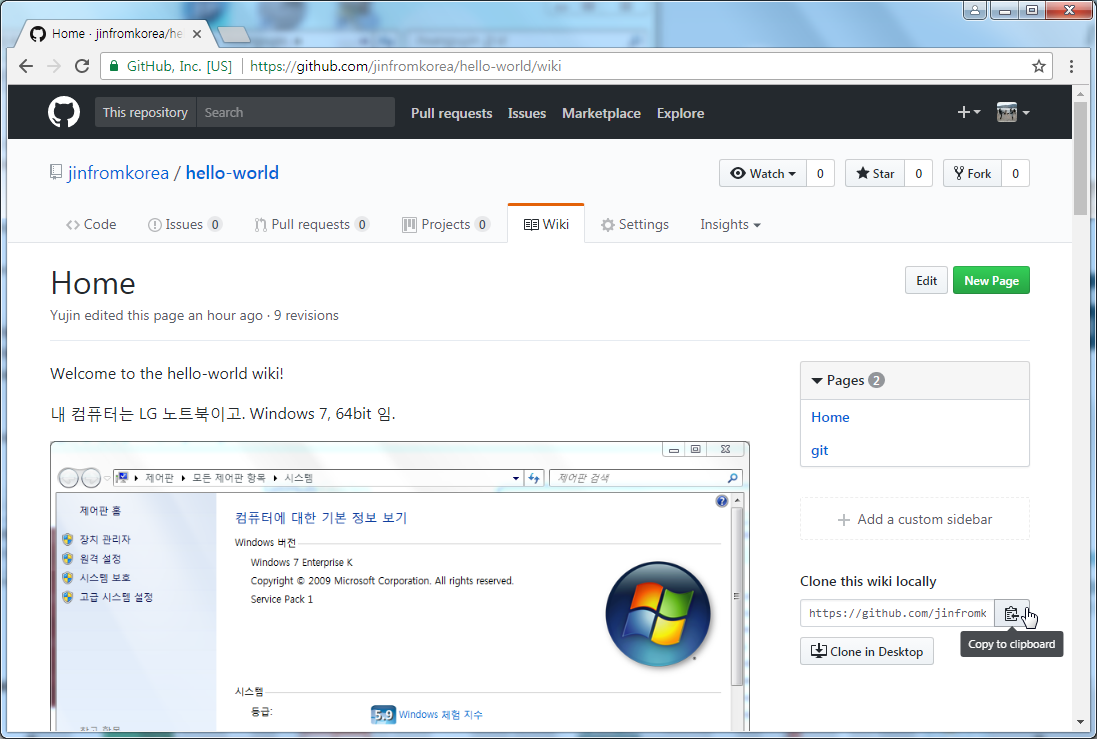 Home · jinfromkorea/he
GitHub, Inc. [US] https://github.com/jinfromkorea/hello-world/wiki
This repository Search Pull requests Issues Marketplace Explore
jinfromkorea / hello-world Watch 0 Star 0 Fork 0
Code Issues 0 Pull requests 0 Projects 0 Wiki Settings Insights
Home Edit New Page
Yujin edited this page an hour ago · 9 revisions
Welcome to the hello-world wiki!
내 컴퓨터는 LG 노트북이고. Windows 7, 64bit 임.
제어판 모든 제어판 항목 시스템 제어판 검색
제어판 홈
장치 관리자
원격 설정
시스템 보호
고급 시스템 설정
참고 항목
컴퓨터에 대한 기본 정보 보기
Windows 버전
Windows 7 Enterprise K
Copyright © 2009 Microsoft Corporation. All rights reserved.
Service Pack 1
시스템
등급: 5,9 Windows 체험 지수
Pages 2
Home
git
+ Add a custom sidebar
Clone this wiki locally
https://github.com/jinfromk
Copy to clipboard
Clone in Desktop